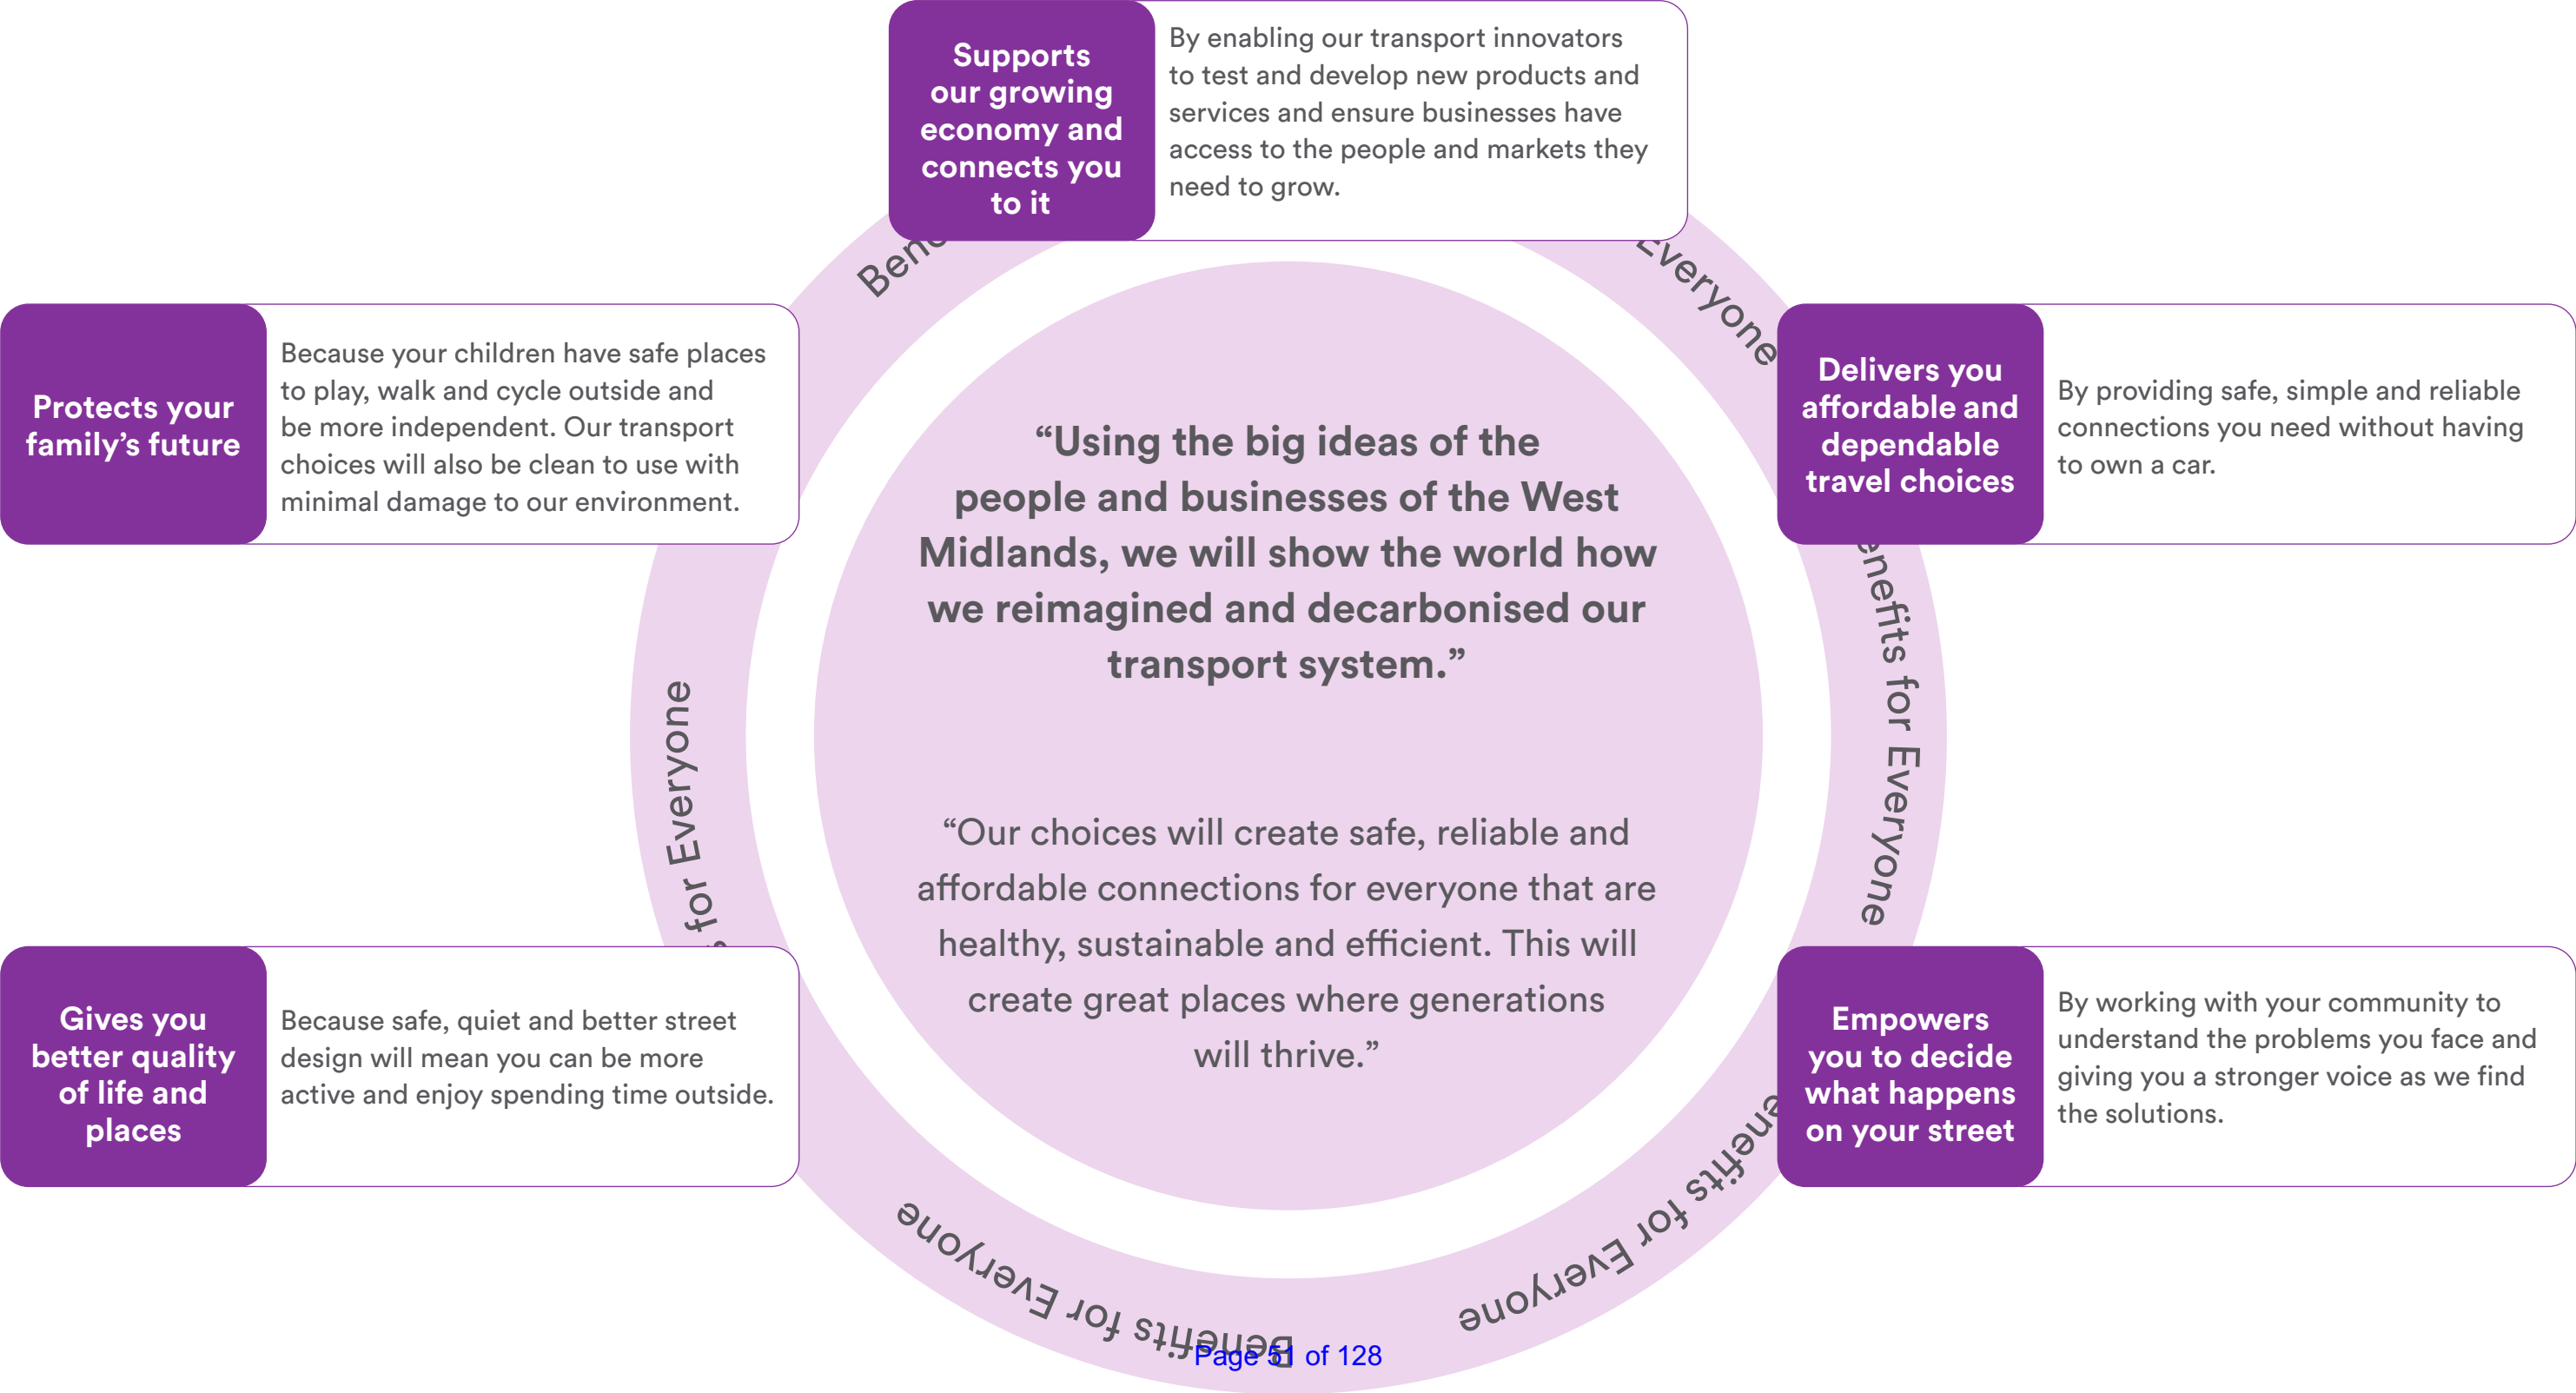 Supports
our growing
economy and
connects you
to it
By enabling our transport innovators
to test and develop new products and
services and ensure businesses have
access to the people and markets they
need to grow.
Protects your
family’s future
Because your children have safe places
to play, walk and cycle outside and
be more independent. Our transport
choices will also be clean to use with
minimal damage to our environment.
Delivers you
affordable and
dependable
travel choices
By providing safe, simple and reliable
connections you need without having
to own a car.
“Using the big ideas of the
people and businesses of the West
Midlands, we will show the world how
we reimagined and decarbonised our
transport system.”
“Our choices will create safe, reliable and
affordable connections for everyone that are
healthy, sustainable and efficient. This will
create great places where generations
will thrive.”
Gives you
better quality
of life and
places
Because safe, quiet and better street
design will mean you can be more
active and enjoy spending time outside.
Empowers
you to decide
what happens
on your street
By working with your community to
understand the problems you face and
giving you a stronger voice as we find
the solutions.
Everyone
enefits for Everyone
enefits for Everyone
Benefits for Everyone
for Everyone
Page 51 of 128